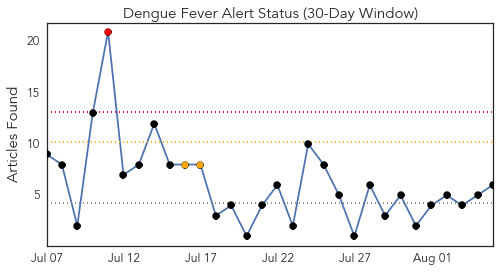 Dengue Fever Alert Status (30-Day Window)
Articles Found
20
15
10
5
Jul 07 Jul 12 Jul 17 Jul 22 Jul 27 Aug 01